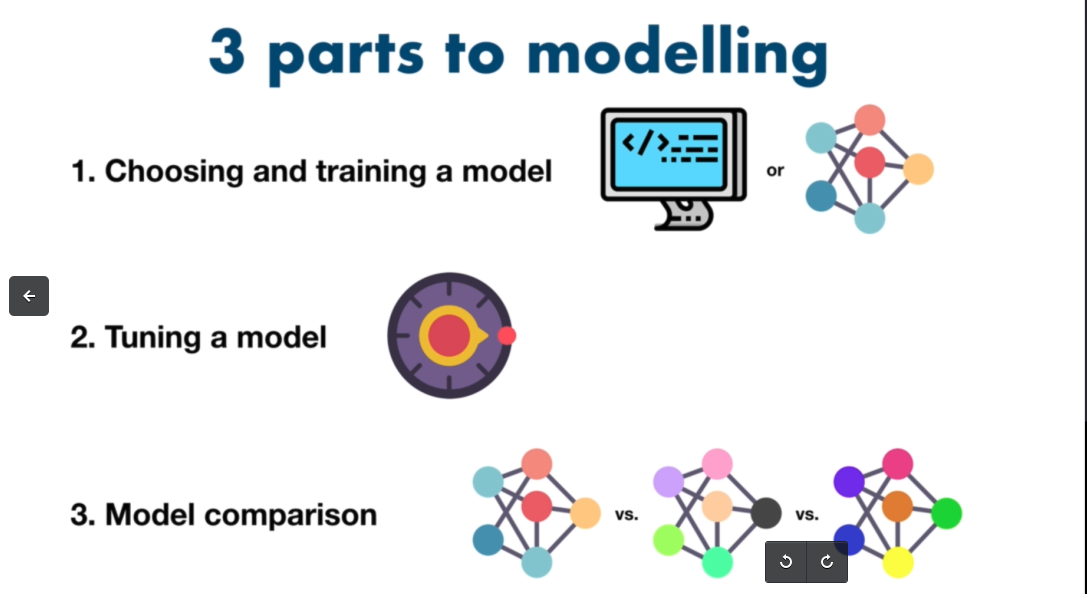 3 parts to modelling
1. Choosing and training a model
</>
or
2. Tuning a model
3. Model comparison
vs.
vs.